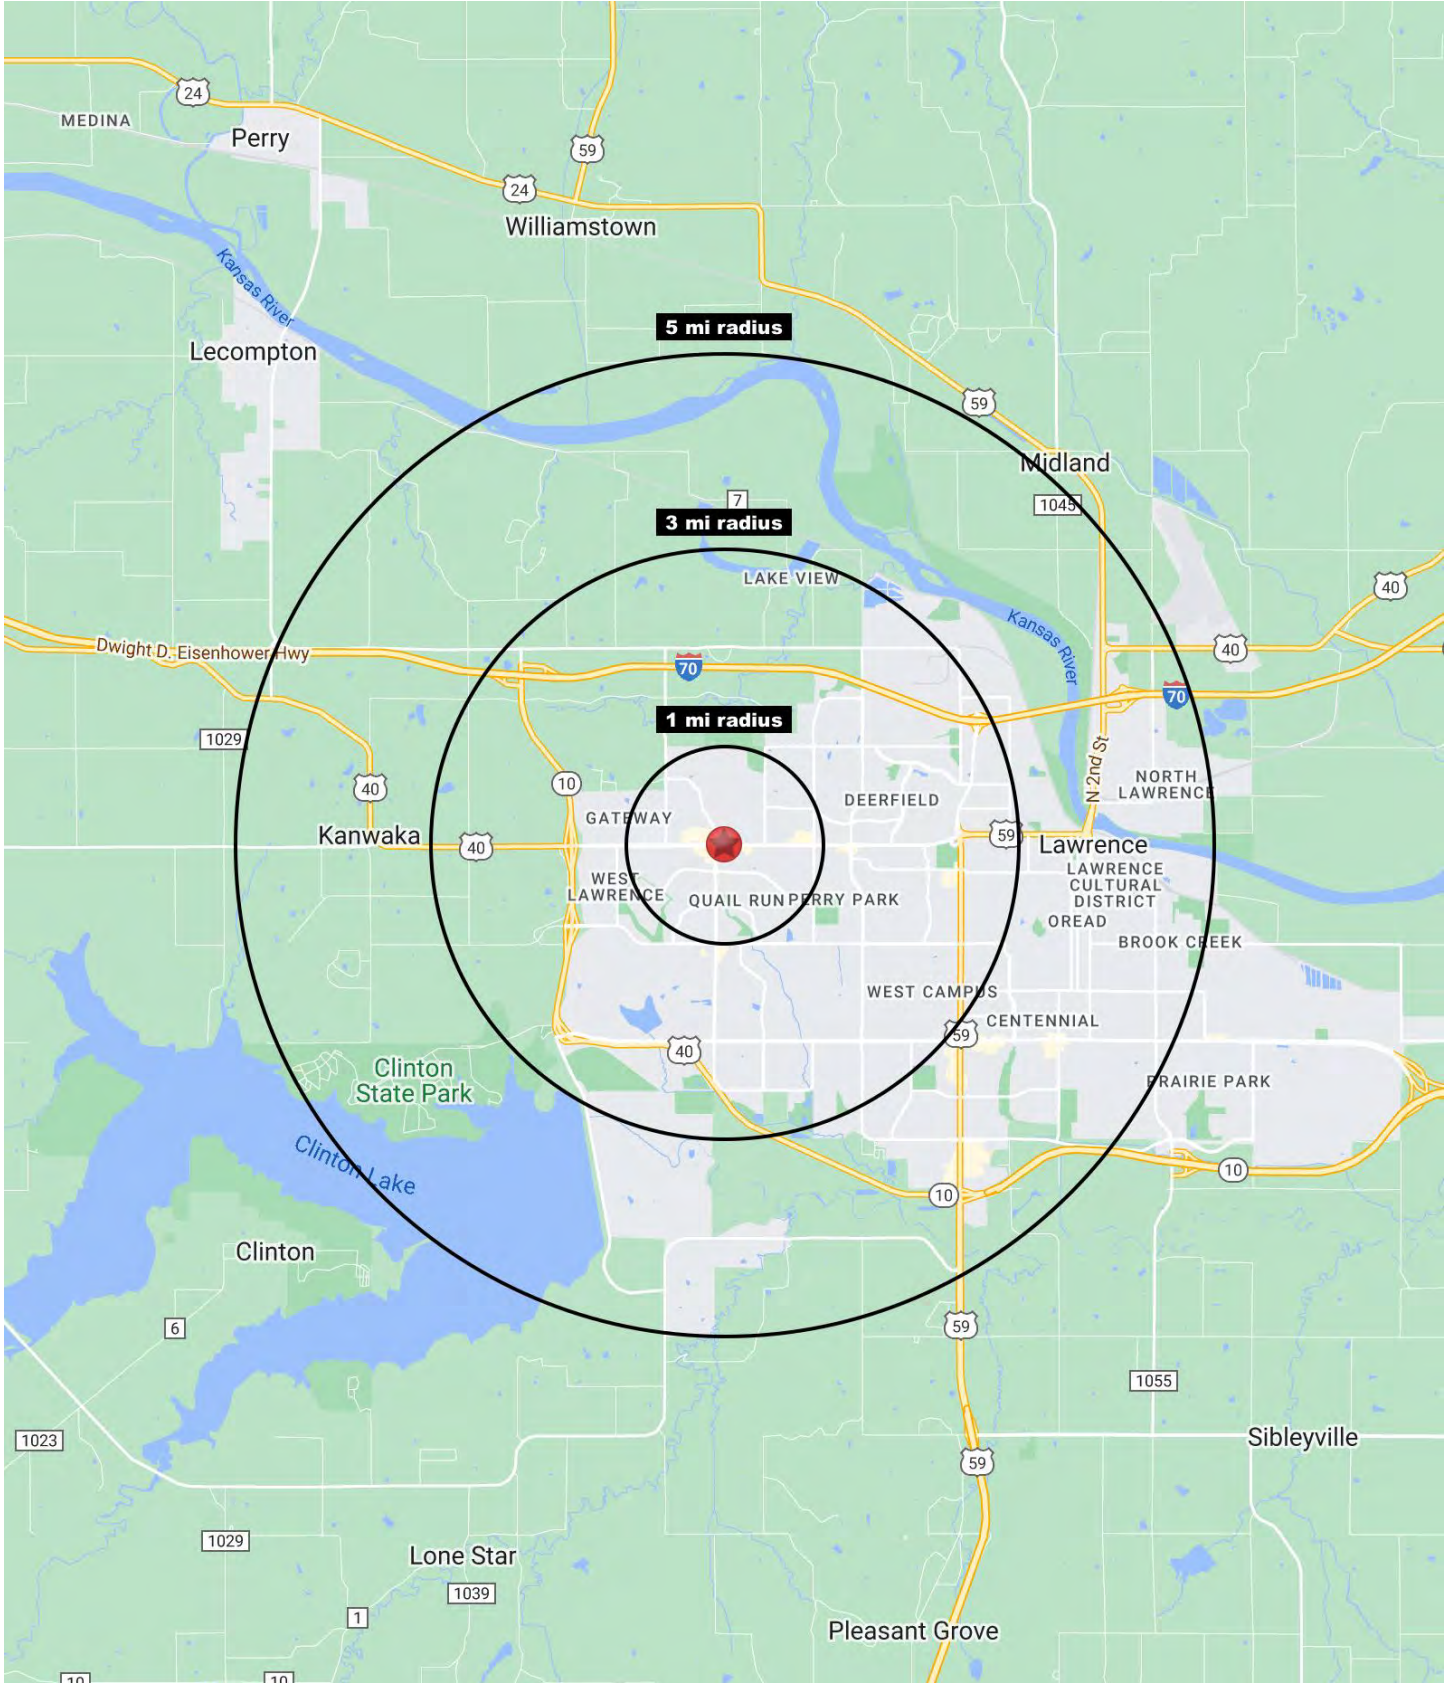 24
MEDINA
Perry
59
24
Williamstown
Kansas River
5 mi radius
Lecompton
59
Midland
7
1045
3 mi radius
LAKE VIEW
40
Kansas River
Dwight D. Eisenhower Hwy
40
70
70
1 mi radius
1029
N 2nd St
40
10
NORTH
LAWRENCE
DEERFIELD
GATEWAY
Kanwaka
40
59
Lawrence
WEST
LAWRENCE
LAWRENCE
CULTURAL
DISTRICT
QUAIL RUN
PERRY PARK
OREAD
BROOK CREEK
WEST CAMPUS
CENTENNIAL
59
40
Clinton
State Park
PRAIRIE PARK
Clinton Lake
10
10
Clinton
6
59
1055
1023
Sibleyville
59
1029
Lone Star
1039
1
Pleasant Grove
10
10